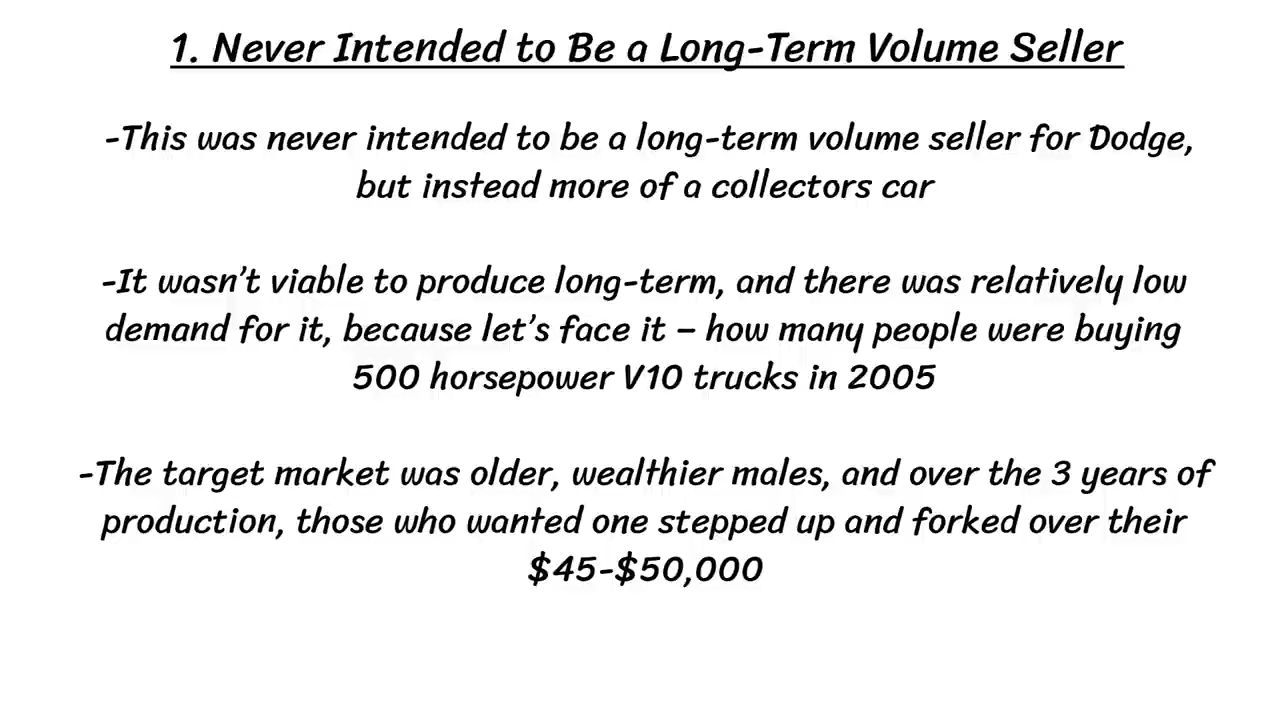 1. Never Intended to Be a Long-Term Volume Seller
-This was never intended to be a long-term volume seller for Dodge,
but instead more of a collectors car
-It wasn’t viable to produce long-term, and there was relatively low
demand for it, because let’s face it – how many people were buying
500 horsepower V10 trucks in 2005
-The target market was older, wealthier males, and over the 3 years of
production, those who wanted one stepped up and forked over their
$45-$50,000